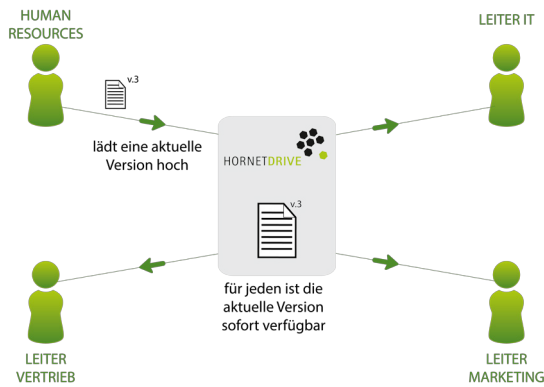 HUMAN
RESOURCES
LEITER IT
v.3
lädt eine aktuelle
Version hoch
HORNETDRIVE
v.3
für jeden ist die
aktuelle Version
sofort verfügbar
LEITER
VERTRIEB
LEITER
MARKETING